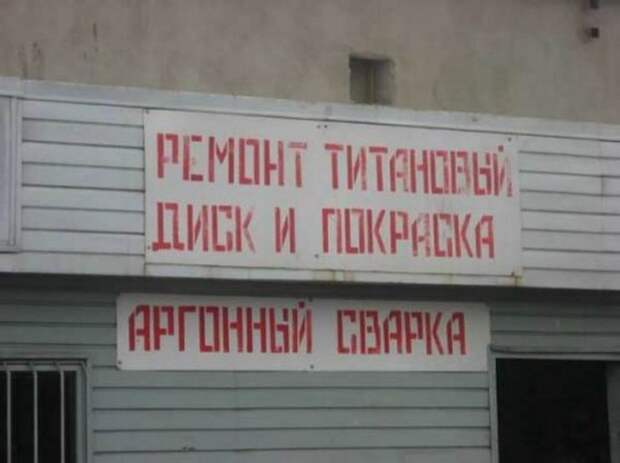 РЕМОНТ ТИТАНОВЫЙ
ДИСК И ПОКРАСКА
АРГОННЫЙ СВАРКА